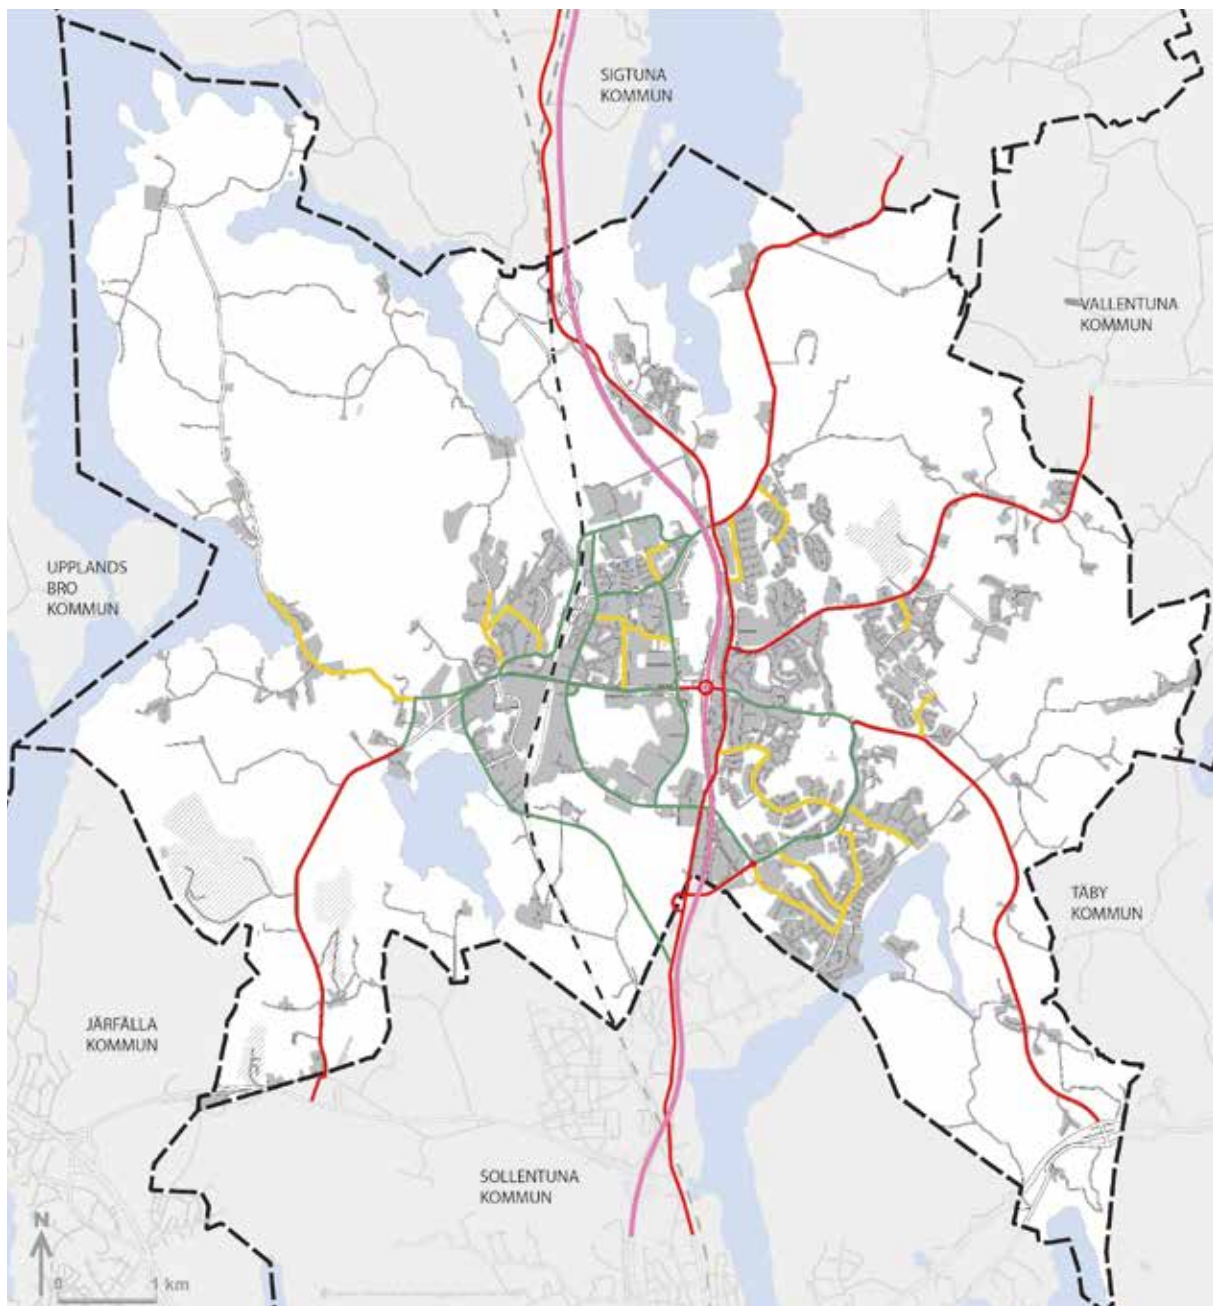 SIGTUNA
KOMMUN
VALLENTUNA
KOMMUN
UPPLANDS
BRO
KOMMUN
TÄBY
KOMMUN
JÄRFÄLLA
KOMMUN
SOLLENTUNA
KOMMUN
N
0 1 km